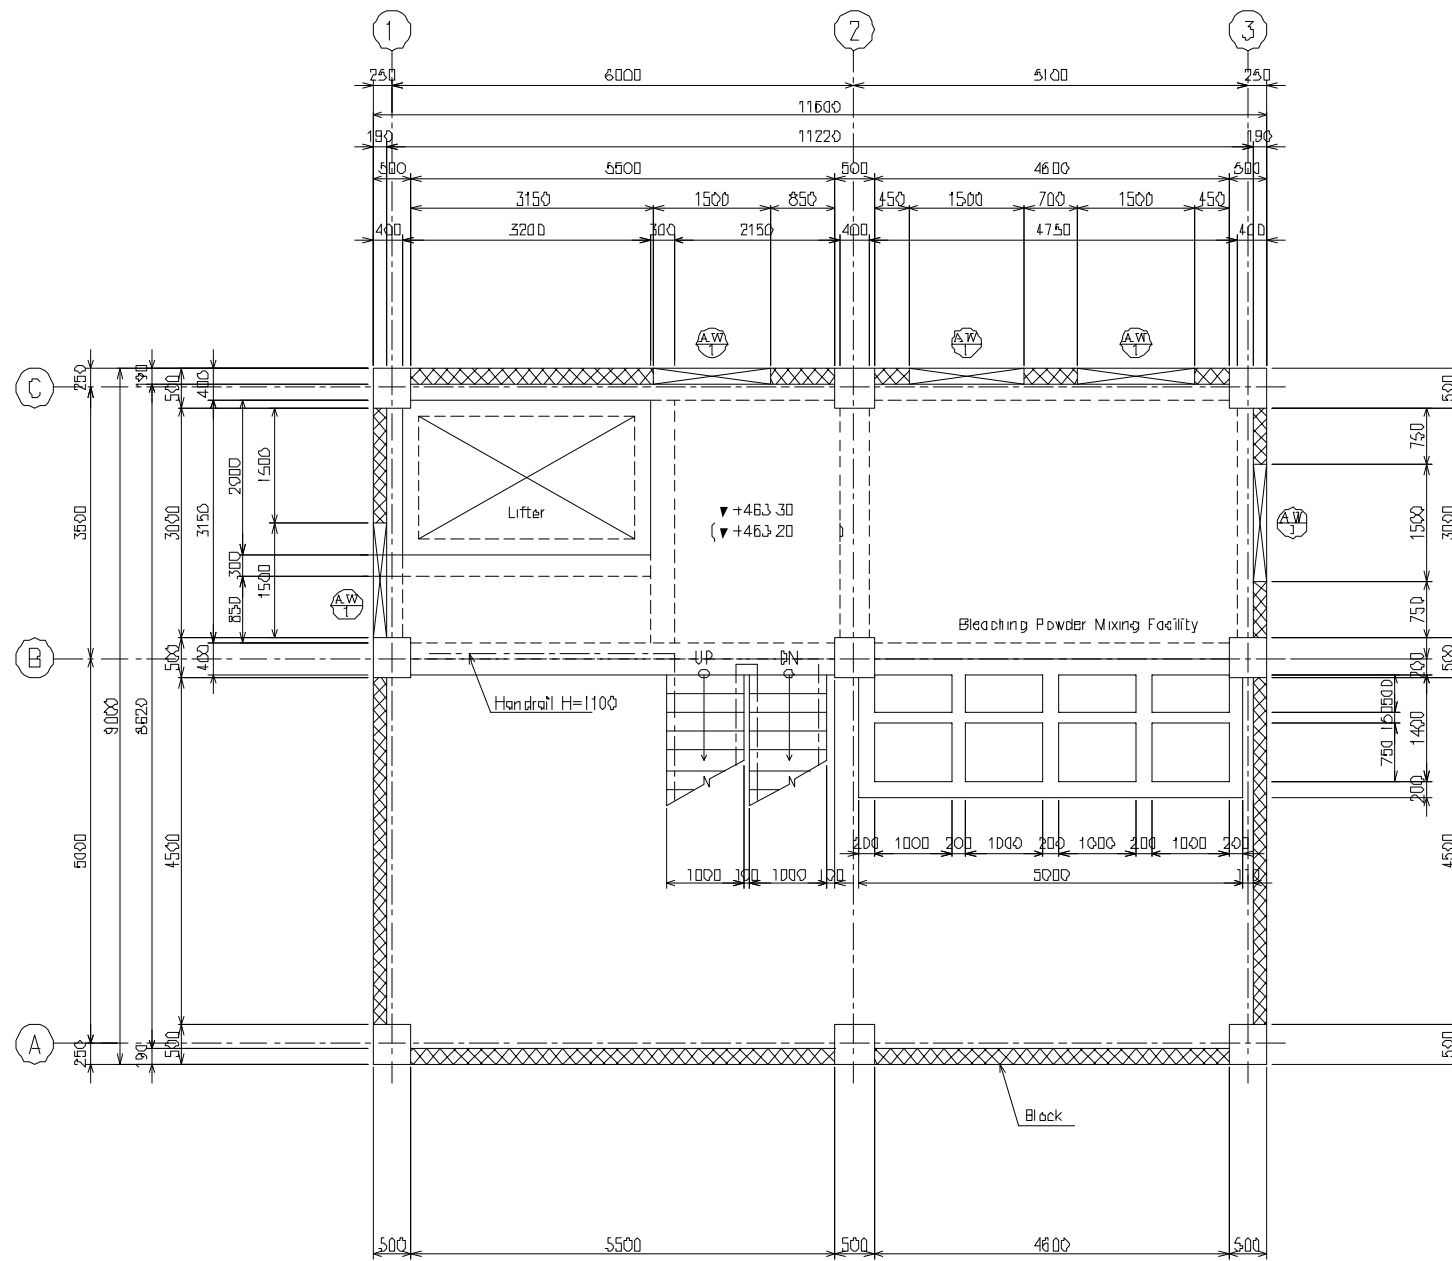 1 2 3
250 6000 5100 250
11600
190 11220 190
500 5500 500 4600 500
3150 1500 850 450 1500 700 1500 450
400 3200 300 2150 400 4750 400
A.W 1 A.W 1 A.W 1
C
250 190 500 400
500
750
1500
2000
3500 3000 3150
Lifter
▼ +463.30
(▼ +463.20 )
A.W 1
1500 3000
300
1500
850
A.W 1
750
Bleaching Powder Mixing Facility
B
500 400
UP DN
200 500
Handrail H=1100
9000 8620
500 150 750
1400
200
5000 4500
4500
200 1000 200 1000 200 1000 200 1000 200
1000 100 1000 100 5000 110
A
250 190 500
500
Block
500 5500 500 4600 500